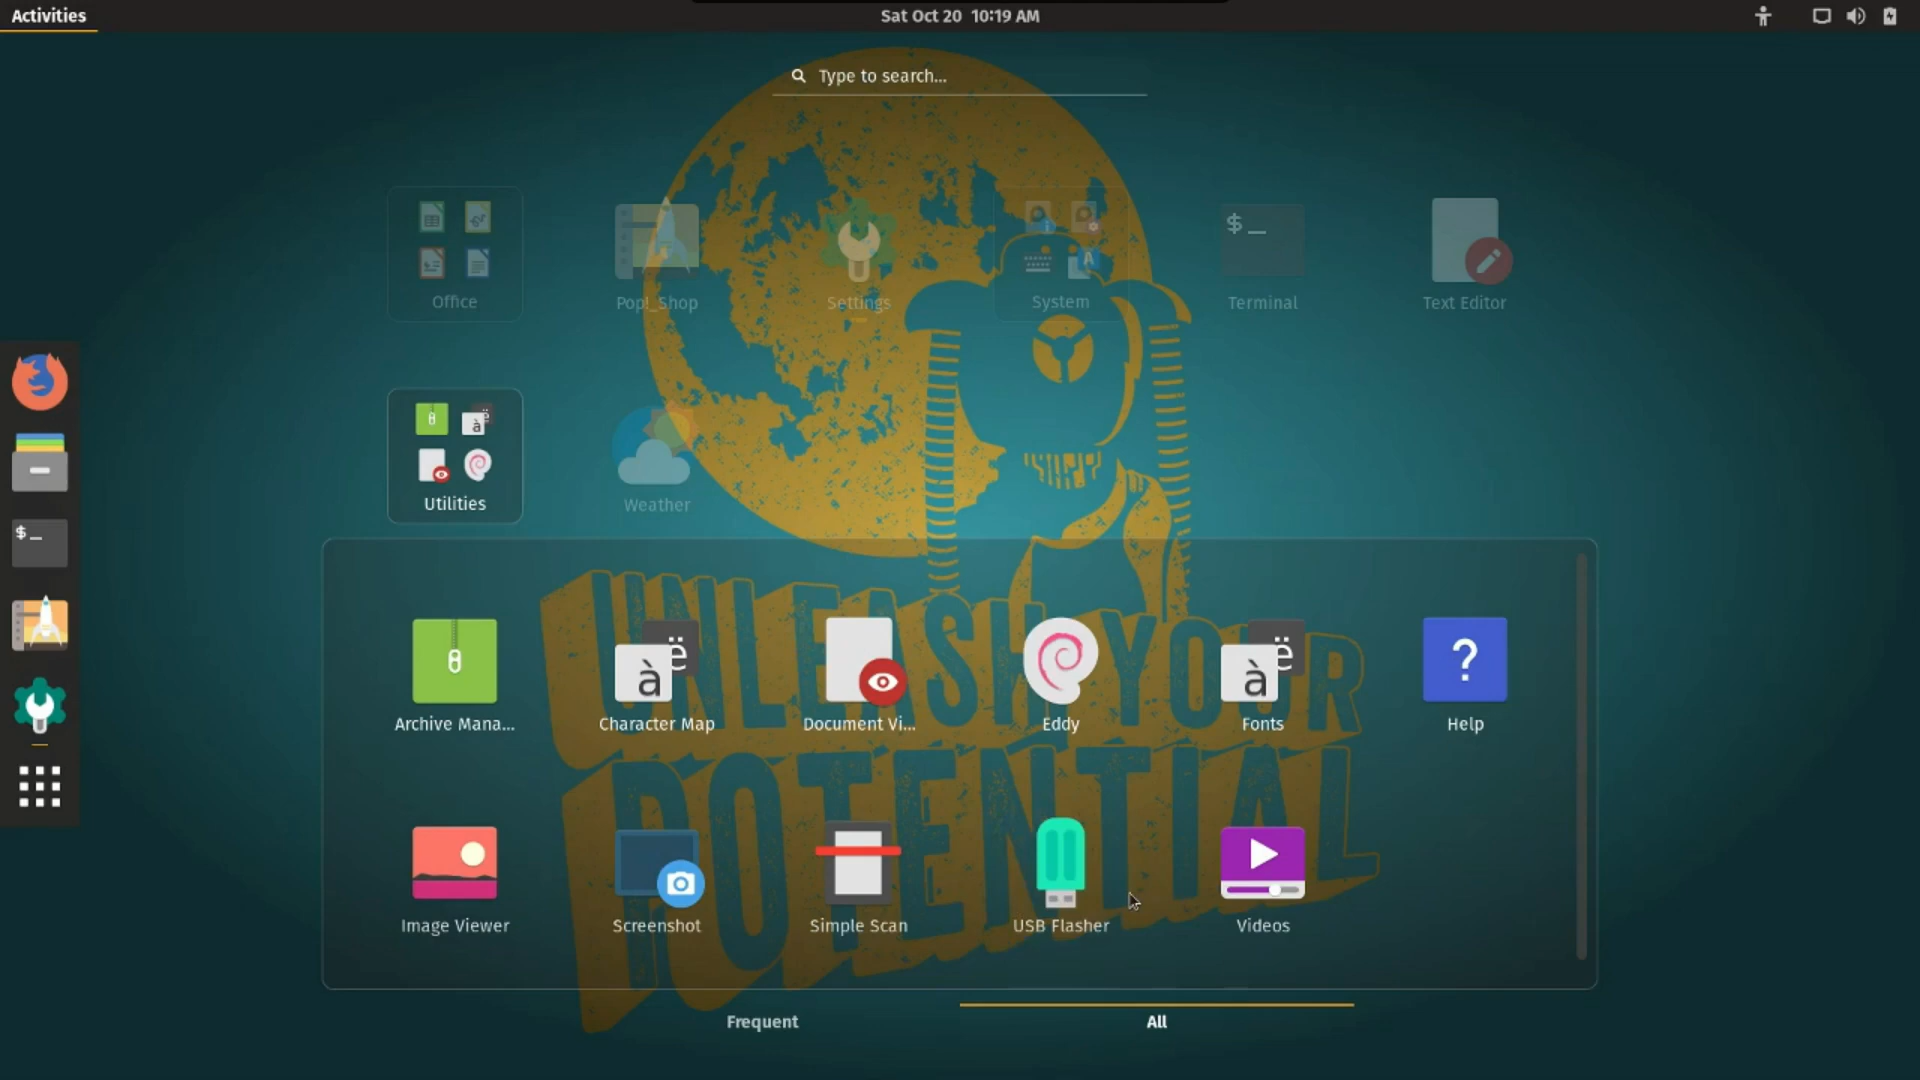 Activities
Sat Oct 20 10:19 AM
Type to search...
Office
Pop!_Shop
Settings
System
Terminal
Text Editor
Utilities
Weather
UNLEASH YOUR
POTENTIAL
Archive Mana...
Character Map
Document Vi...
Eddy
Fonts
Help
Image Viewer
Screenshot
Simple Scan
USB Flasher
Videos
Frequent
All